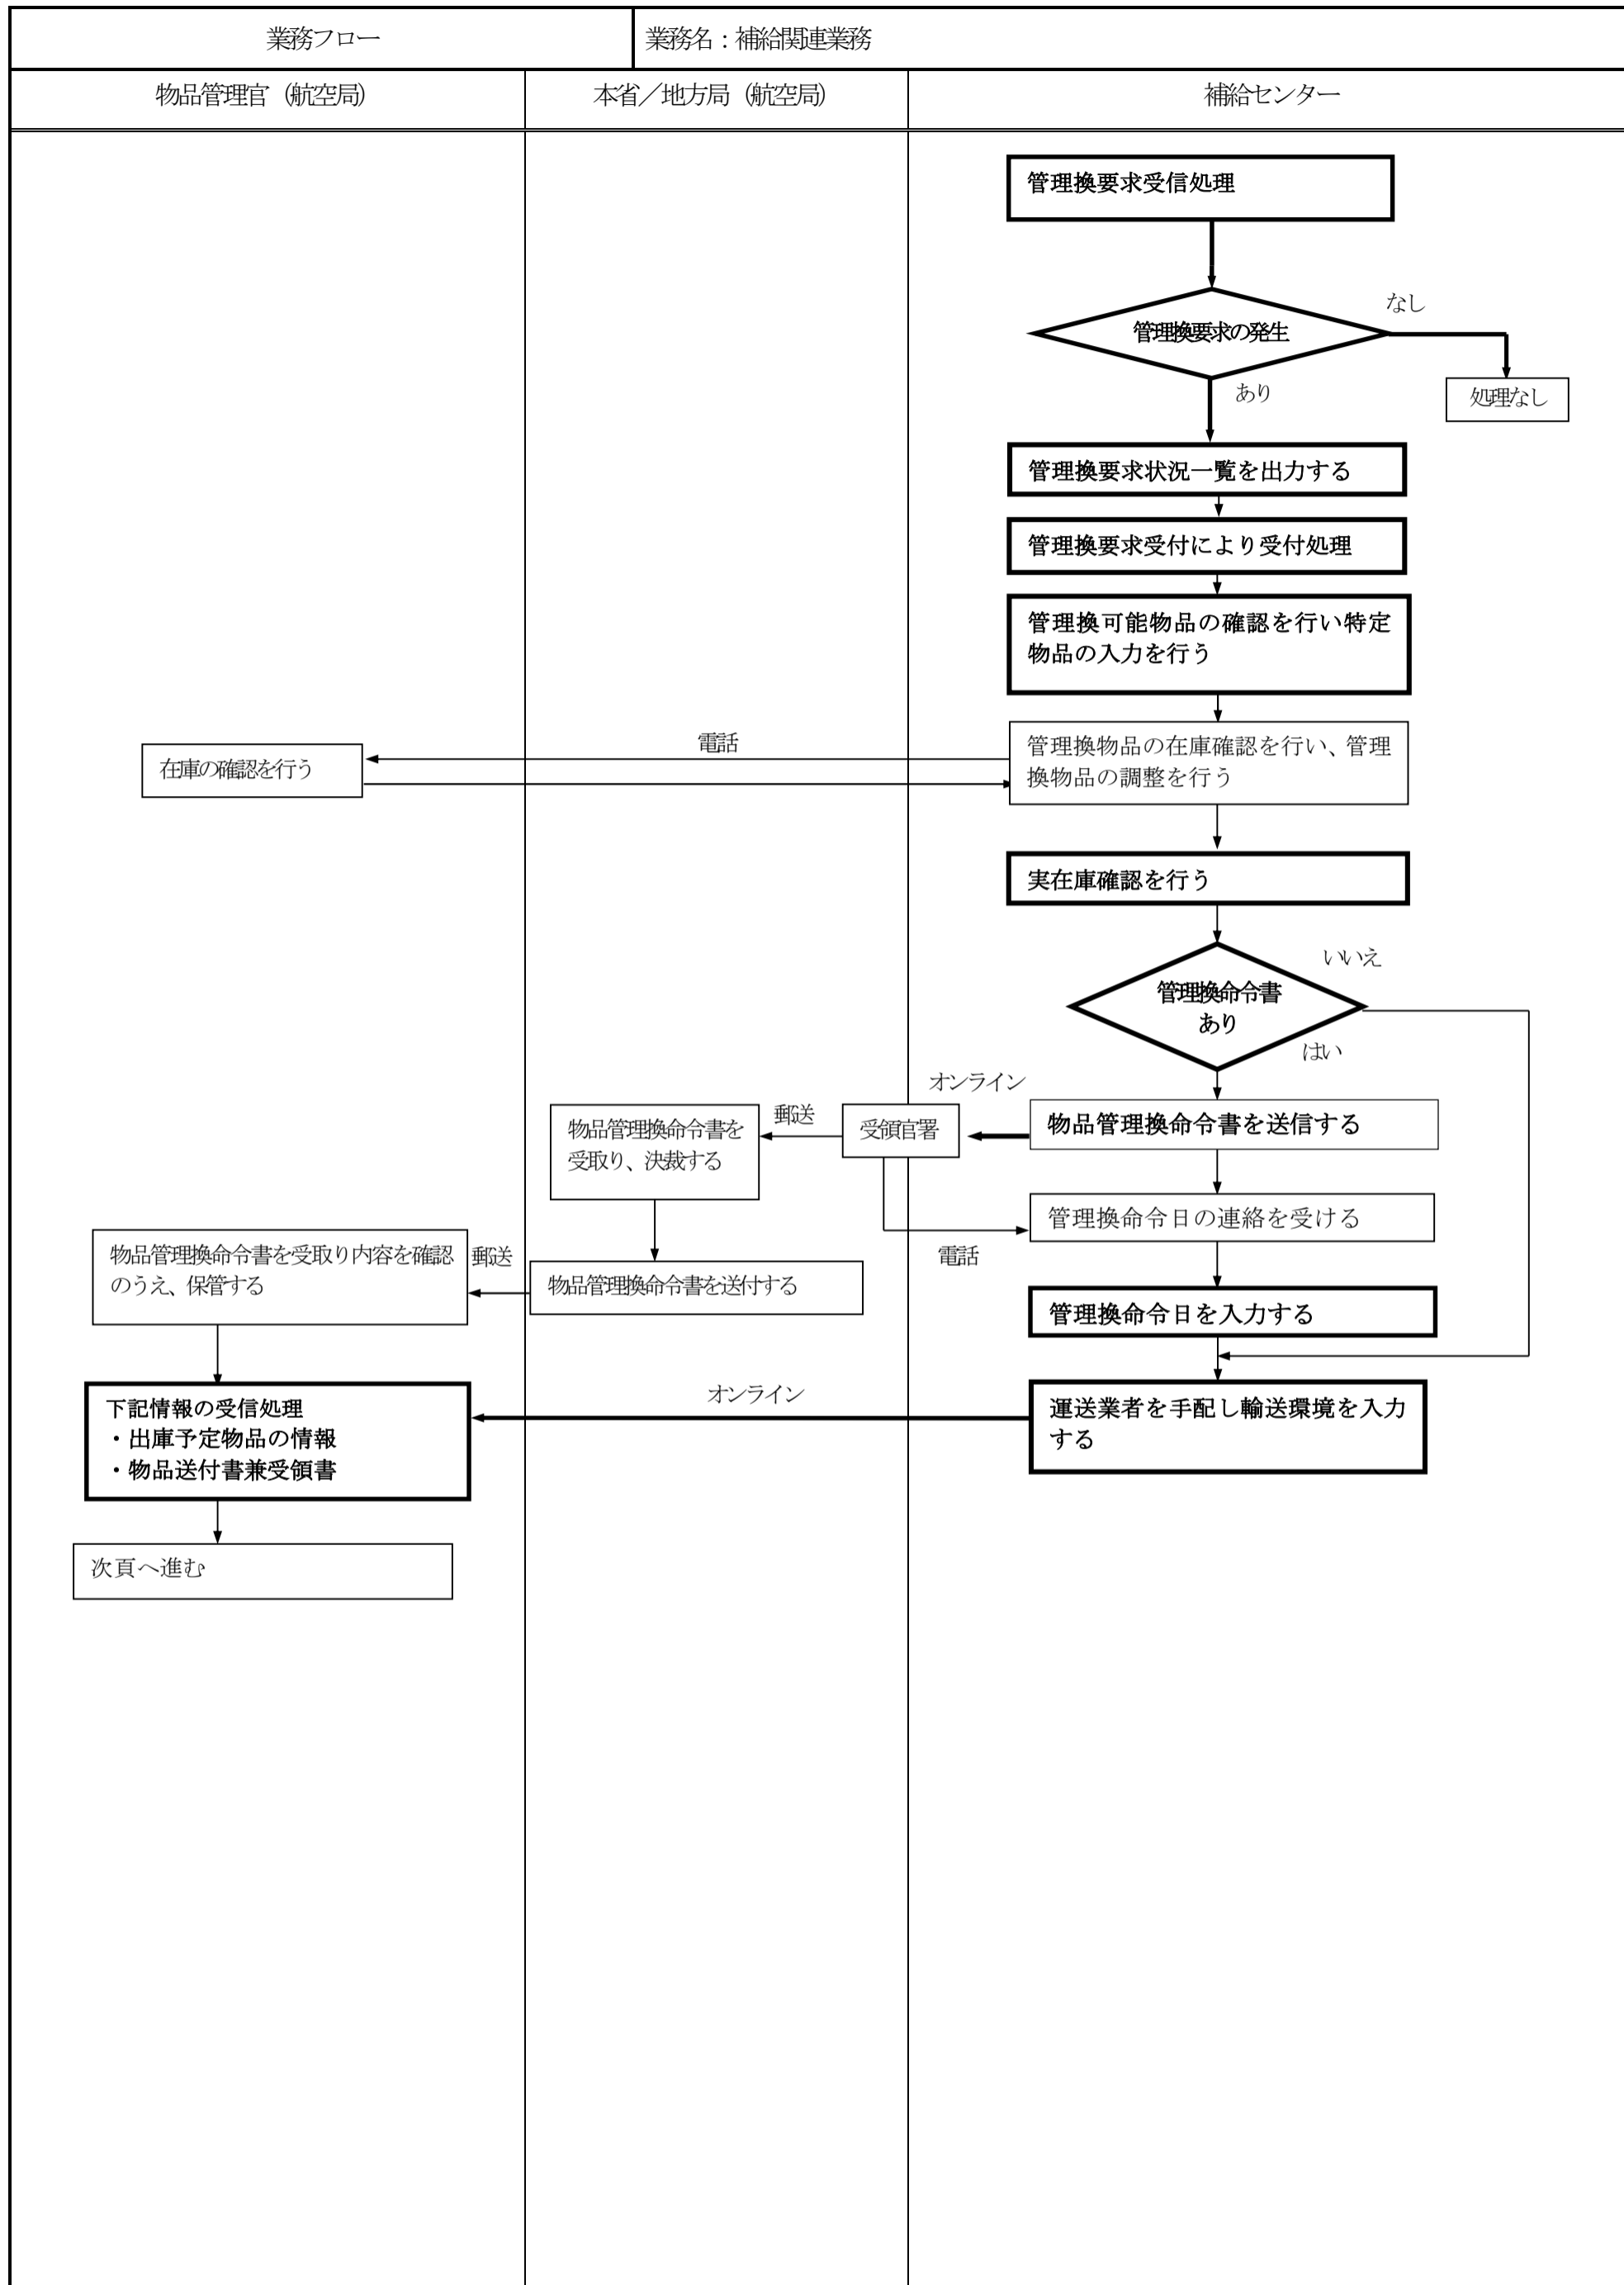 業務フロー
業務名：補給関連業務
物品管理官（航空局）
本省／地方局（航空局）
補給センター
管理換要求受信処理
管理換要求の発生
なし
処理なし
あり
管理換要求状況一覧を出力する
管理換要求受付により受付処理
管理換可能物品の確認を行い特定
物品の入力を行う
電話
在庫の確認を行う
管理換物品の在庫確認を行い、管理
換物品の調整を行う
実在庫確認を行う
いいえ
管理換命令書
あり
はい
オンライン
物品管理換命令書を送信する
受領官署
郵送
物品管理換命令書を
受取り、決裁する
管理換命令日の連絡を受ける
電話
物品管理換命令書を受取り内容を確認
のうえ、保管する
郵送
物品管理換命令書を送付する
管理換命令日を入力する
オンライン
運送業者を手配し輸送環境を入力
する
下記情報の受信処理
・出庫予定物品の情報
・物品送付書兼受領書
次頁へ進む